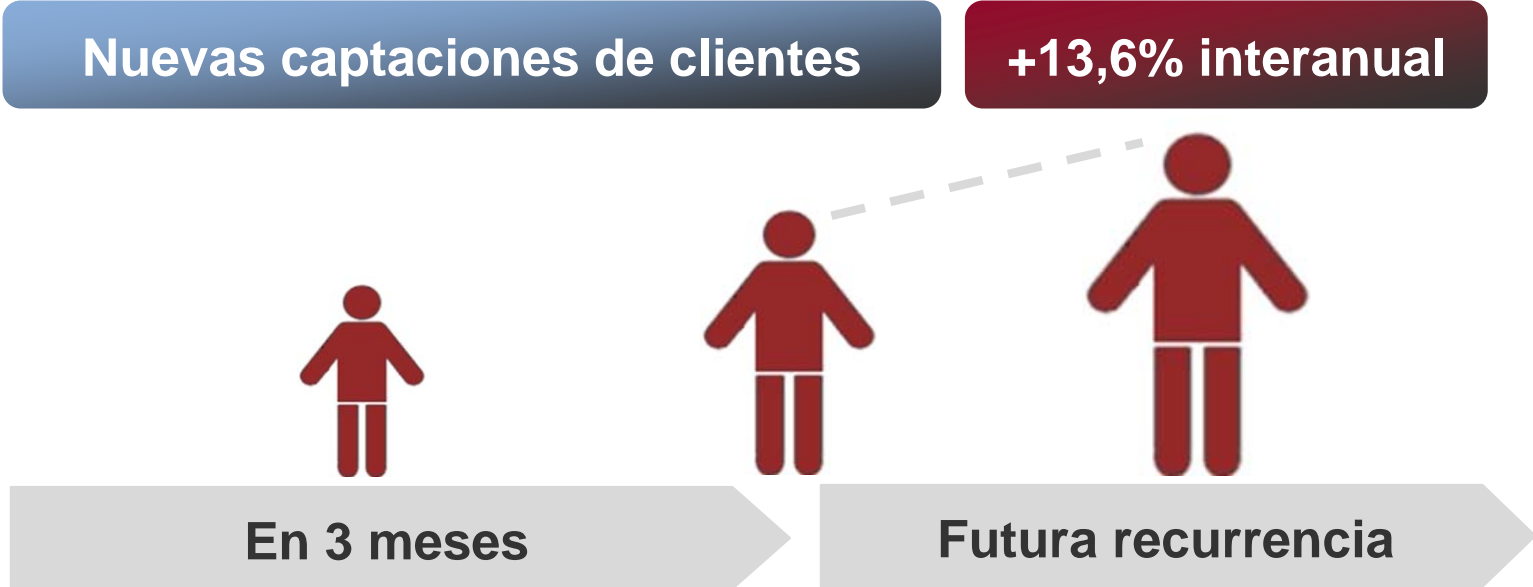 Nuevas captaciones de clientes
+13,6% interanual
En 3 meses
Futura recurrencia